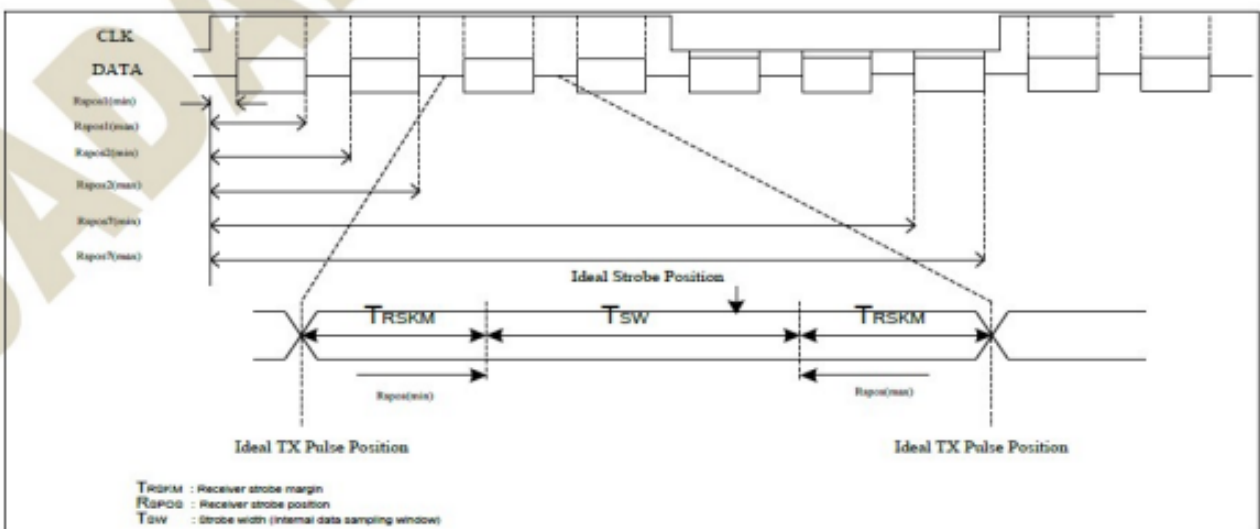 CLK
DATA
Rspos1(min)
Rspos1(max)
Rspos2(min)
Rspos2(max)
Rspos7(min)
Rspos7(max)
Ideal Strobe Position
TRSKM TSW TRSKM
Rspos(min) Rspos(max)
Ideal TX Pulse Position Ideal TX Pulse Position
TRSKM : Receiver strobe margin
RSPOS : Receiver strobe position
TSW : Strobe width (Internal data sampling window)